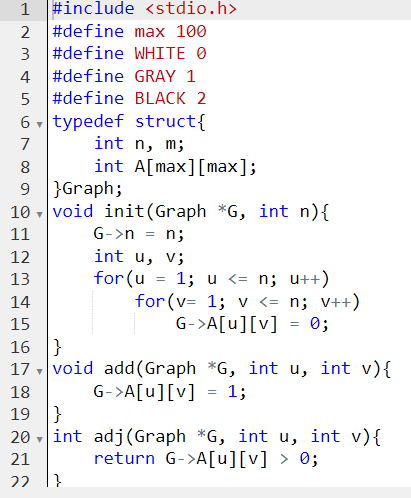 1 #include <stdio.h>
2 #define max 100
3 #define WHITE 0
4 #define GRAY 1
5 #define BLACK 2
6 typedef struct{
7     int n, m;
8     int A[max][max];
9 }Graph;
10 void init(Graph *G, int n){
11     G->n = n;
12     int u, v;
13     for(u = 1; u <= n; u++)
14         for(v= 1; v <= n; v++)
15             G->A[u][v] = 0;
16 }
17 void add(Graph *G, int u, int v){
18     G->A[u][v] = 1;
19 }
20 int adj(Graph *G, int u, int v){
21     return G->A[u][v] > 0;
22 }